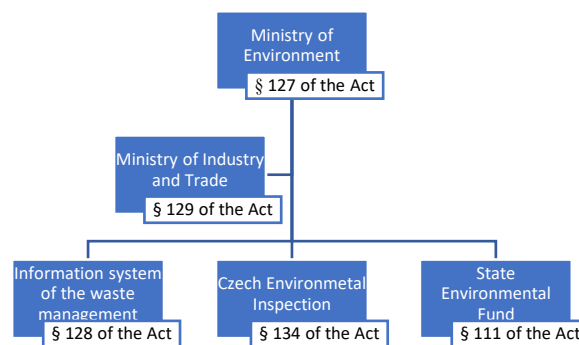 Ministry of
Environment
§ 127 of the Act
Ministry of Industry
and Trade
§ 129 of the Act
Information system
of the waste
management
§ 128 of the Act
Czech Environmetal
Inspection
§ 134 of the Act
State
Environmental
Fund
§ 111 of the Act